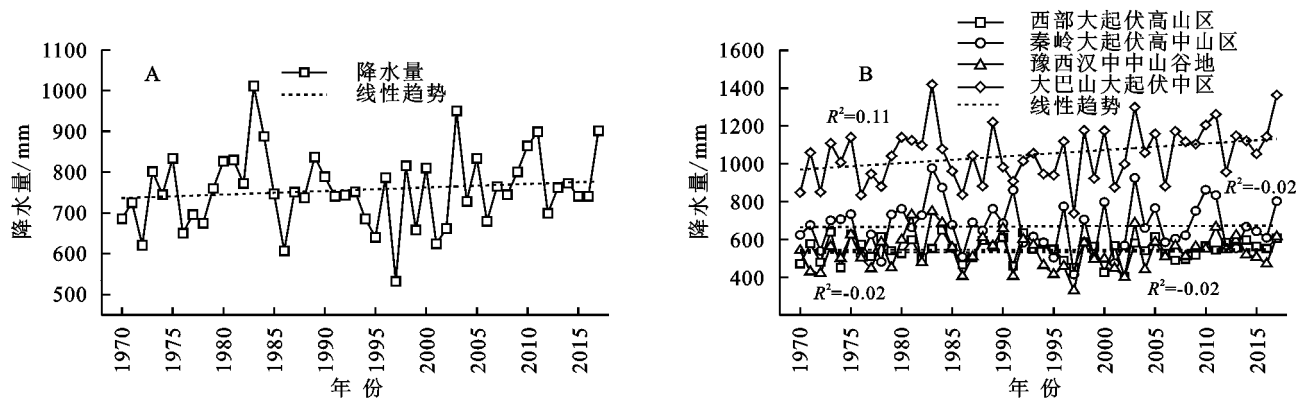 A
降水量
线性趋势
1100
1000
900
800
700
600
500
降水量/mm
1970
1975
1980
1985
1990
1995
2000
2005
2010
2015
年 份
B
西部大起伏高山区
秦岭大起伏高中山区
豫西汉中中山谷地
大巴山大起伏中区
线性趋势
1600
1400
1200
1000
800
600
400
降水量/mm
R²=0.11
R²=-0.02
R²=-0.02
R²=-0.02
1970
1975
1980
1985
1990
1995
2000
2005
2010
2015
年 份